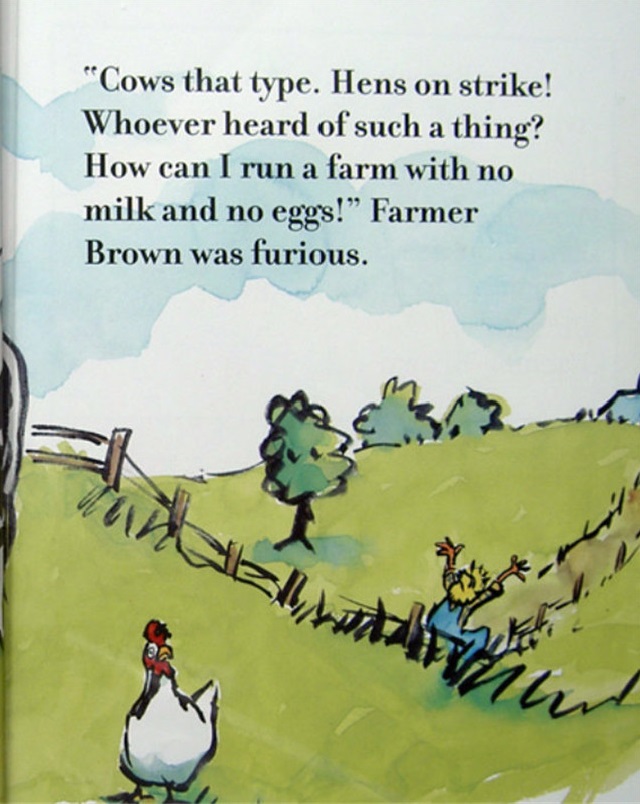 “Cows that type. Hens on strike!
Whoever heard of such a thing?
How can I run a farm with no
milk and no eggs!” Farmer
Brown was furious.